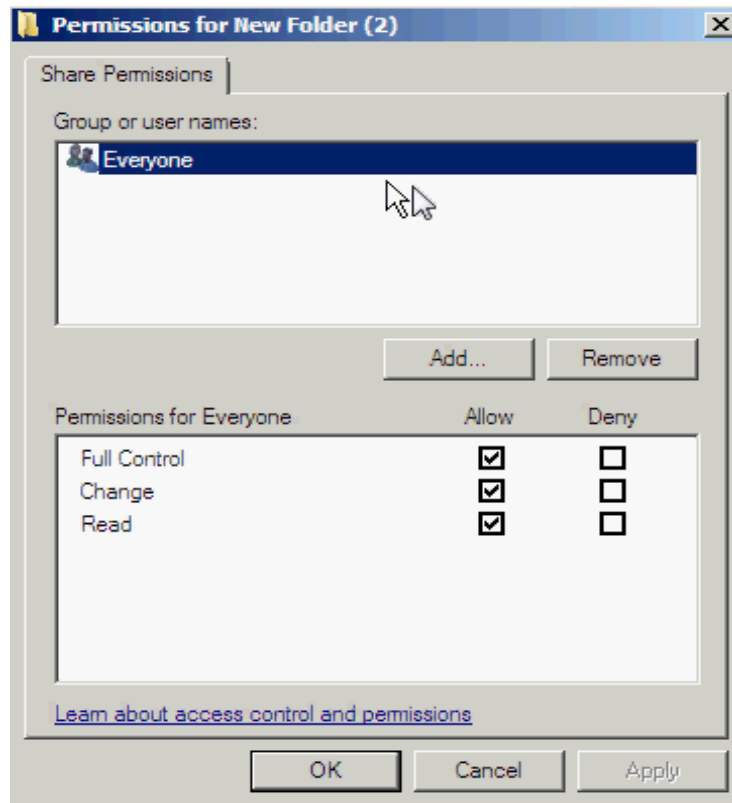 Permissions for New Folder (2)
Share Permissions
Group or user names:
Everyone
Add... Remove
Permissions for Everyone Allow Deny
Full Control
Change
Read
Learn about access control and permissions
OK Cancel Apply